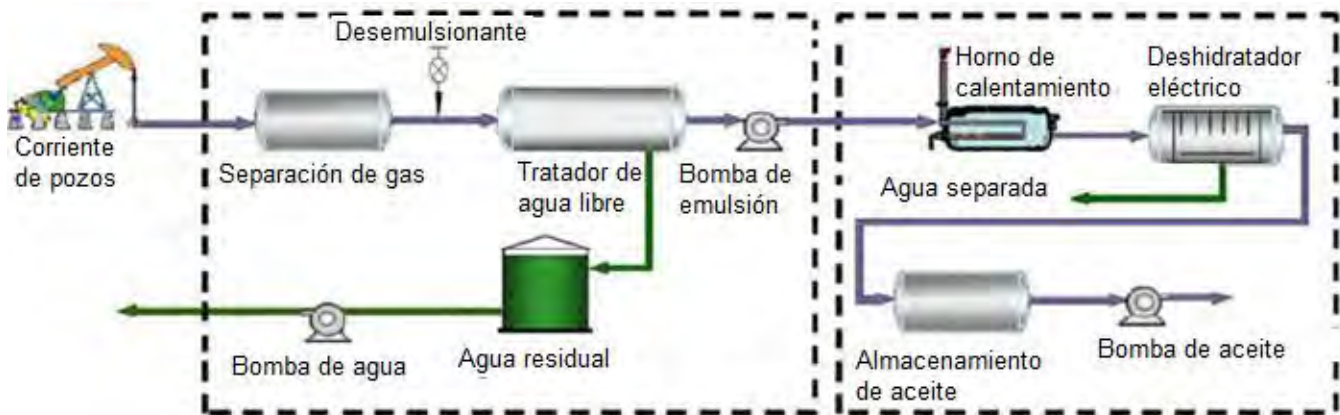 Desemulsionante
Corriente
de pozos
Separación de gas
Tratador de
agua libre
Bomba de
emulsión
Bomba de agua
Agua residual
Horno de
calentamiento
Deshidratador
eléctrico
Agua separada
Almacenamiento
de aceite
Bomba de aceite